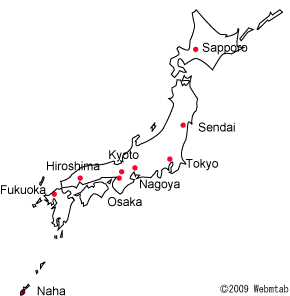 Sapporo
Sendai
Kyoto
Hiroshima
Tokyo
Nagoya
Fukuoka
Osaka
Naha
©2009 Webmtab